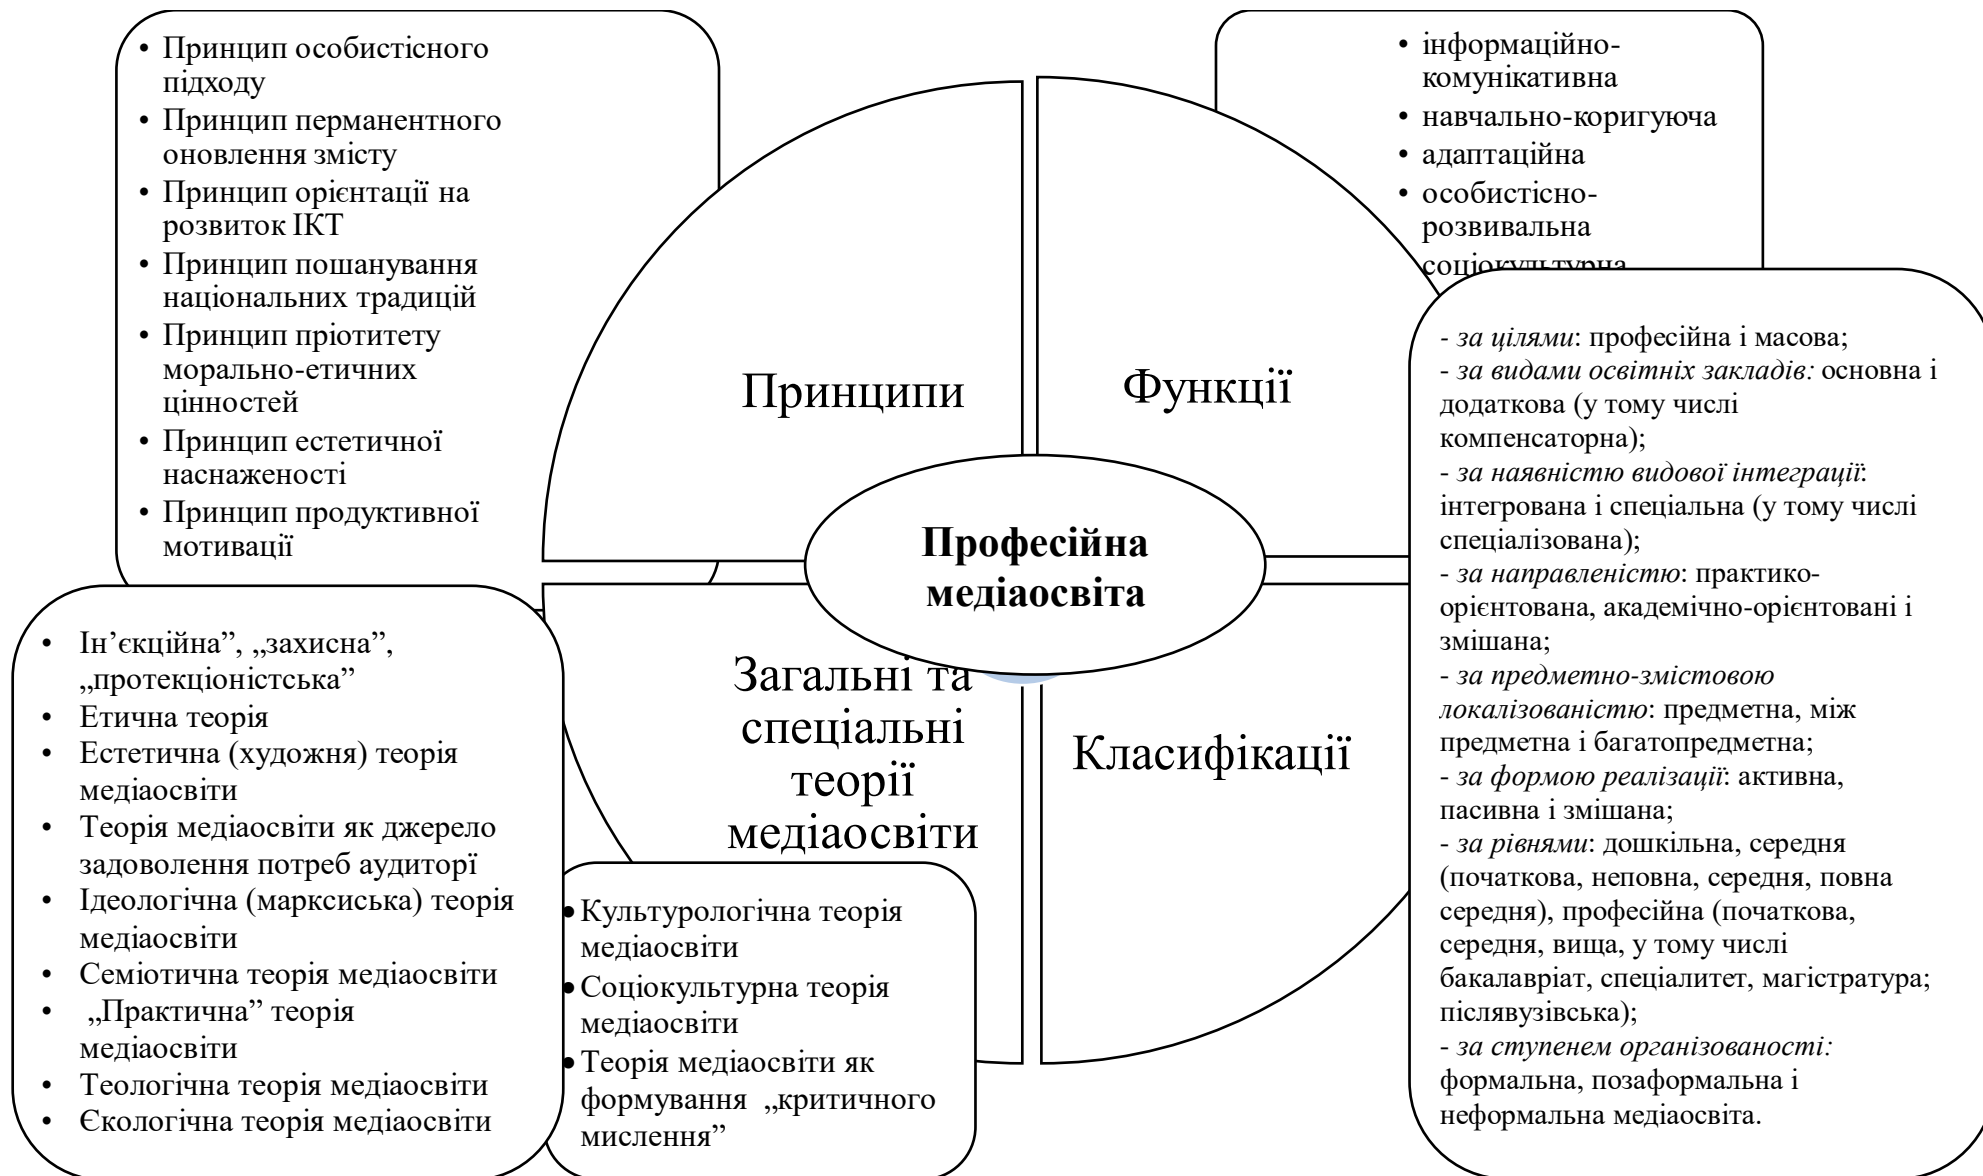 • Принцип особистісного
підходу
• Принцип перманентного
оновлення змісту
• Принцип орієнтації на
розвиток ІКТ
• Принцип пошанування
національних традицій
• Принцип пріотитету
морально-етичних
цінностей
• Принцип естетичної
наснаженості
• Принцип продуктивної
мотивації
• інформаційно-
комунікативна
• навчально-коригуюча
• адаптаційна
• особистісно-
розвивальна
соціокультурна
Принципи
Функції
Професійна
медіаосвіта
Загальні та
спеціальні
теорії
медіаосвіти
Класифікації
- за цілями: професійна і масова;
- за видами освітніх закладів: основна і
додаткова (у тому числі
компенсаторна);
- за наявністю видової інтеграції:
інтегрована і спеціальна (у тому числі
спеціалізована);
- за направленістю: практико-
орієнтована, академічно-орієнтовані і
змішана;
- за предметно-змістовою
локалізованістю: предметна, між
предметна і багатопредметна;
- за формою реалізації: активна,
пасивна і змішана;
- за рівнями: дошкільна, середня
(початкова, неповна, середня, повна
середня), професійна (початкова,
середня, вища, у тому числі
бакалавріат, спеціалітет, магістратура;
післявузівська);
- за ступенем організованості:
формальна, позаформальна і
неформальна медіаосвіта.
• Ін’єкційна”, „захисна”,
„протекціоністська”
• Етична теорія
• Естетична (художня) теорія
медіаосвіти
• Теорія медіаосвіти як джерело
задоволення потреб аудиторї
• Ідеологічна (марксиська) теорія
медіаосвіти
• Семіотична теорія медіаосвіти
• „Практична” теорія
медіаосвіти
• Теологічна теорія медіаосвіти
• Єкологічна теорія медіаосвіти
• Культурологічна теорія
медіаосвіти
• Соціокультурна теорія
медіаосвіти
• Теорія медіаосвіти як
формування „критичного
мислення”